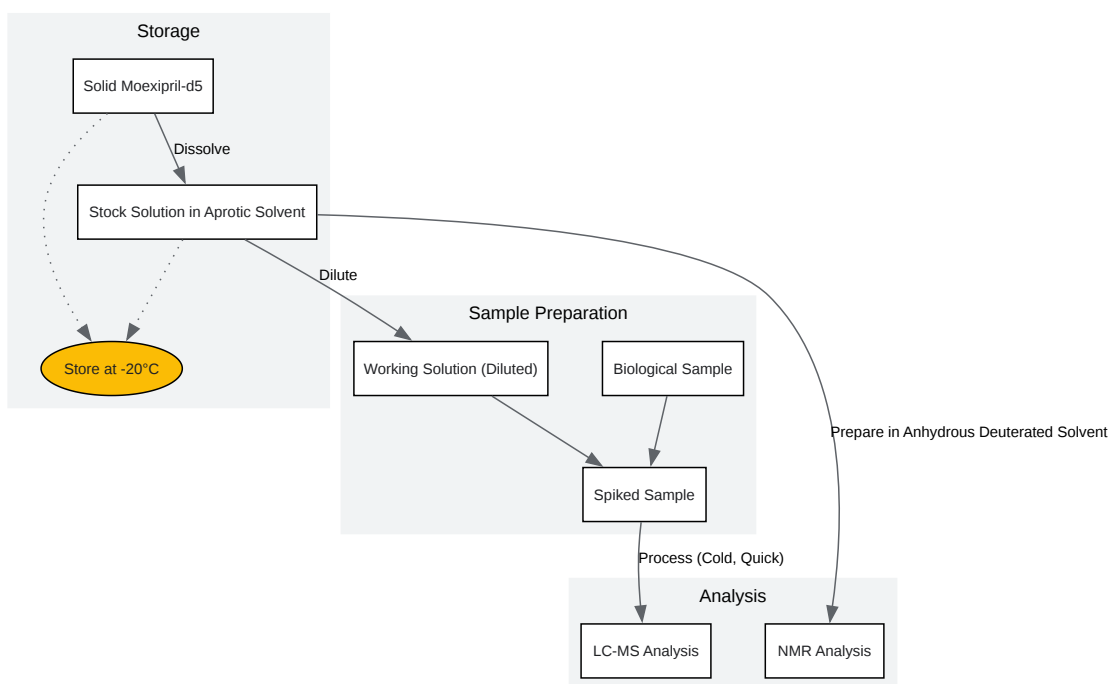 Storage
Solid Moexipril-d5
Dissolve
Stock Solution in Aprotic Solvent
Dilute
Store at -20°C
Sample Preparation
Working Solution (Diluted)
Biological Sample
Prepare in Anhydrous Deuterated Solvent
Spiked Sample
Process (Cold, Quick)
Analysis
LC-MS Analysis
NMR Analysis